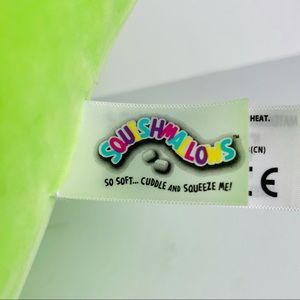 SQUISHMALLOWS™
SO SOFT... CUDDLE AND SQUEEZE ME!
HEAT.
(CN)
CE